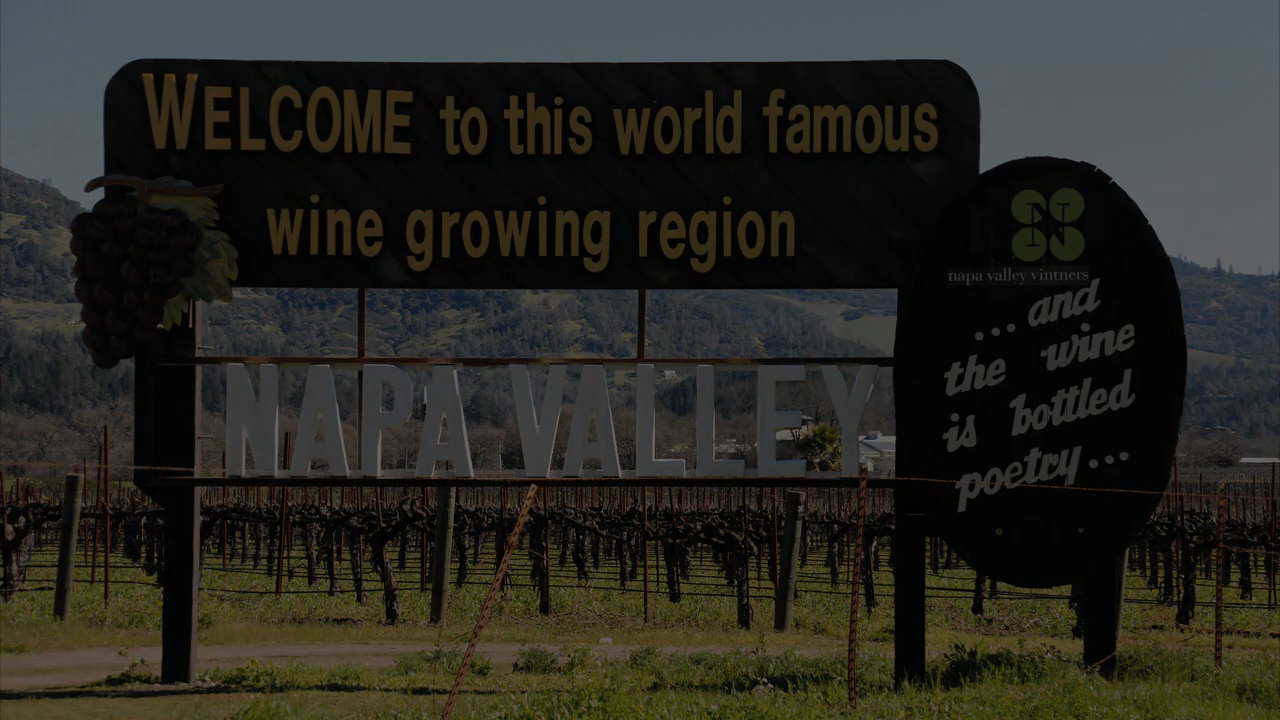 WELCOME to this world famous
wine growing region
NAPA VALLEY
napa valley vintners
...and
the wine
is bottled
poetry...